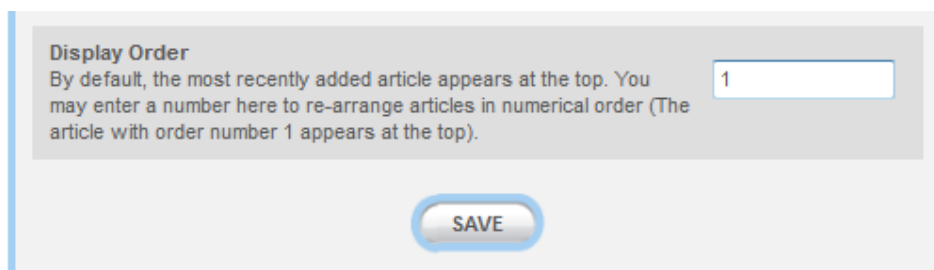 Display Order
By default, the most recently added article appears at the top. You
may enter a number here to re-arrange articles in numerical order (The
article with order number 1 appears at the top).
1
SAVE